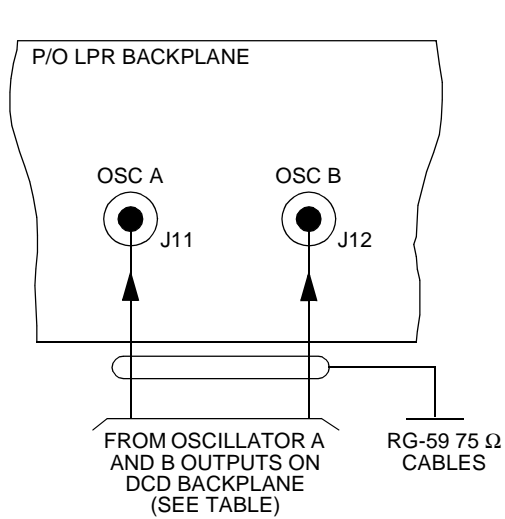 P/O LPR BACKPLANE
OSC A
OSC B
J11
J12
FROM OSCILLATOR A
AND B OUTPUTS ON
DCD BACKPLANE
(SEE TABLE)
RG-59 75 Ω
CABLES